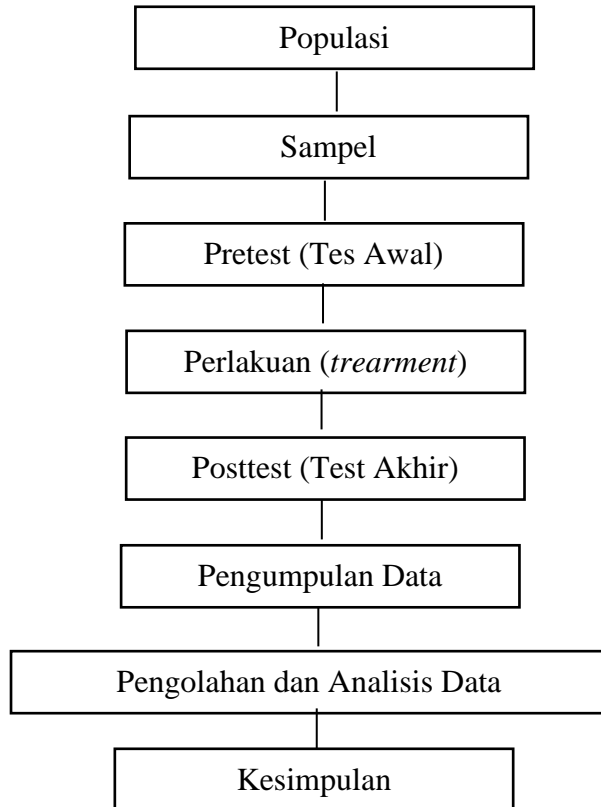 Populasi
Sampel
Pretest (Tes Awal)
Perlakuan (trearment)
Posttest (Test Akhir)
Pengumpulan Data
Pengolahan dan Analisis Data
Kesimpulan